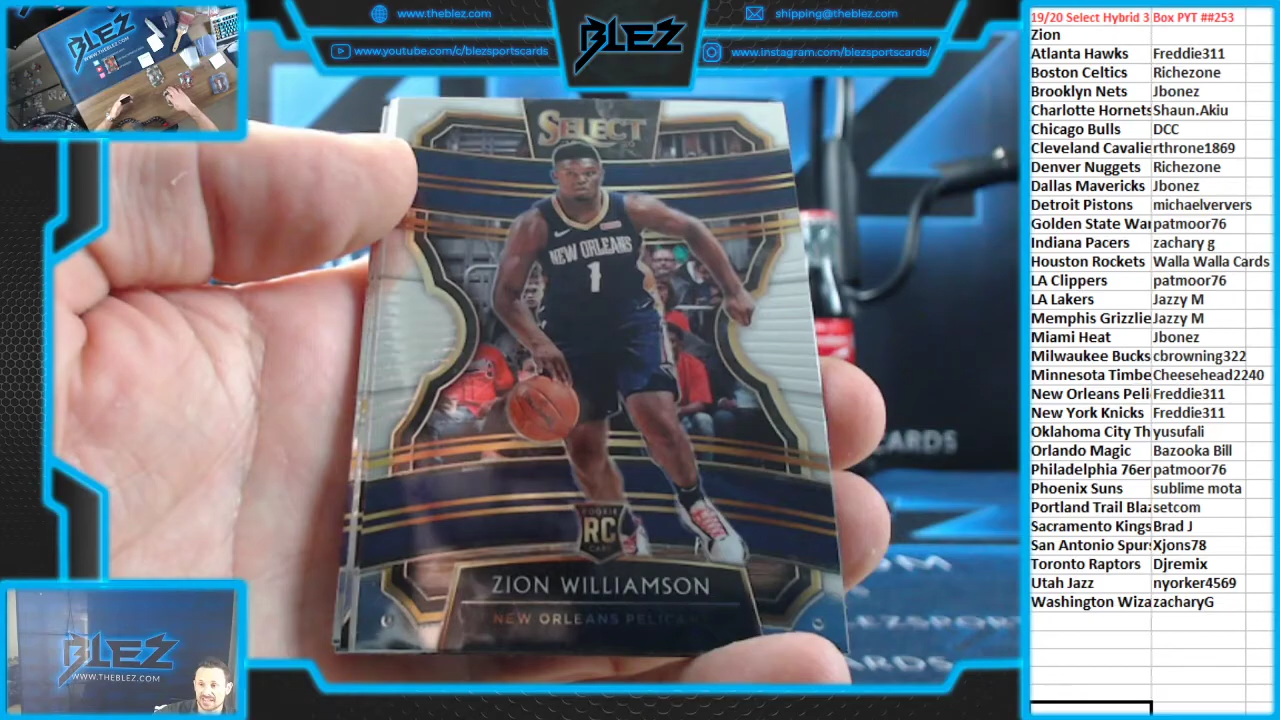 www.theblez.com
shipping@theblez.com
www.youtube.com/c/blezsportscards
BLEZ
www.instagram.com/blezsportscards/
SELECT
NEW ORLEANS
1
ROOKIE
RC
CARD
ZION WILLIAMSON
NEW ORLEANS PELICANS
CARDS
BLEZ
WWW.THEBLEZ.COM
19/20 Select Hybrid 3 Box PYT ##253
Zion
Atlanta Hawks Freddie311
Boston Celtics Richezone
Brooklyn Nets Jbonez
Charlotte Hornets Shaun.Akiu
Chicago Bulls DCC
Cleveland Cavalie rthrone1869
Denver Nuggets Richezone
Dallas Mavericks Jbonez
Detroit Pistons michaelververs
Golden State War patmoor76
Indiana Pacers zachary g
Houston Rockets Walla Walla Cards
LA Clippers patmoor76
LA Lakers Jazzy M
Memphis Grizzlie Jazzy M
Miami Heat Jbonez
Milwaukee Bucks cbrowning322
Minnesota Timbe Cheesehead2240
New Orleans Peli Freddie311
New York Knicks Freddie311
Oklahoma City Th yusufali
Orlando Magic Bazooka Bill
Philadelphia 76er patmoor76
Phoenix Suns sublime mota
Portland Trail Blaz setcom
Sacramento Kings Brad J
San Antonio Spurs Xjons78
Toronto Raptors Djremix
Utah Jazz nyorker4569
Washington Wiza zacharyG